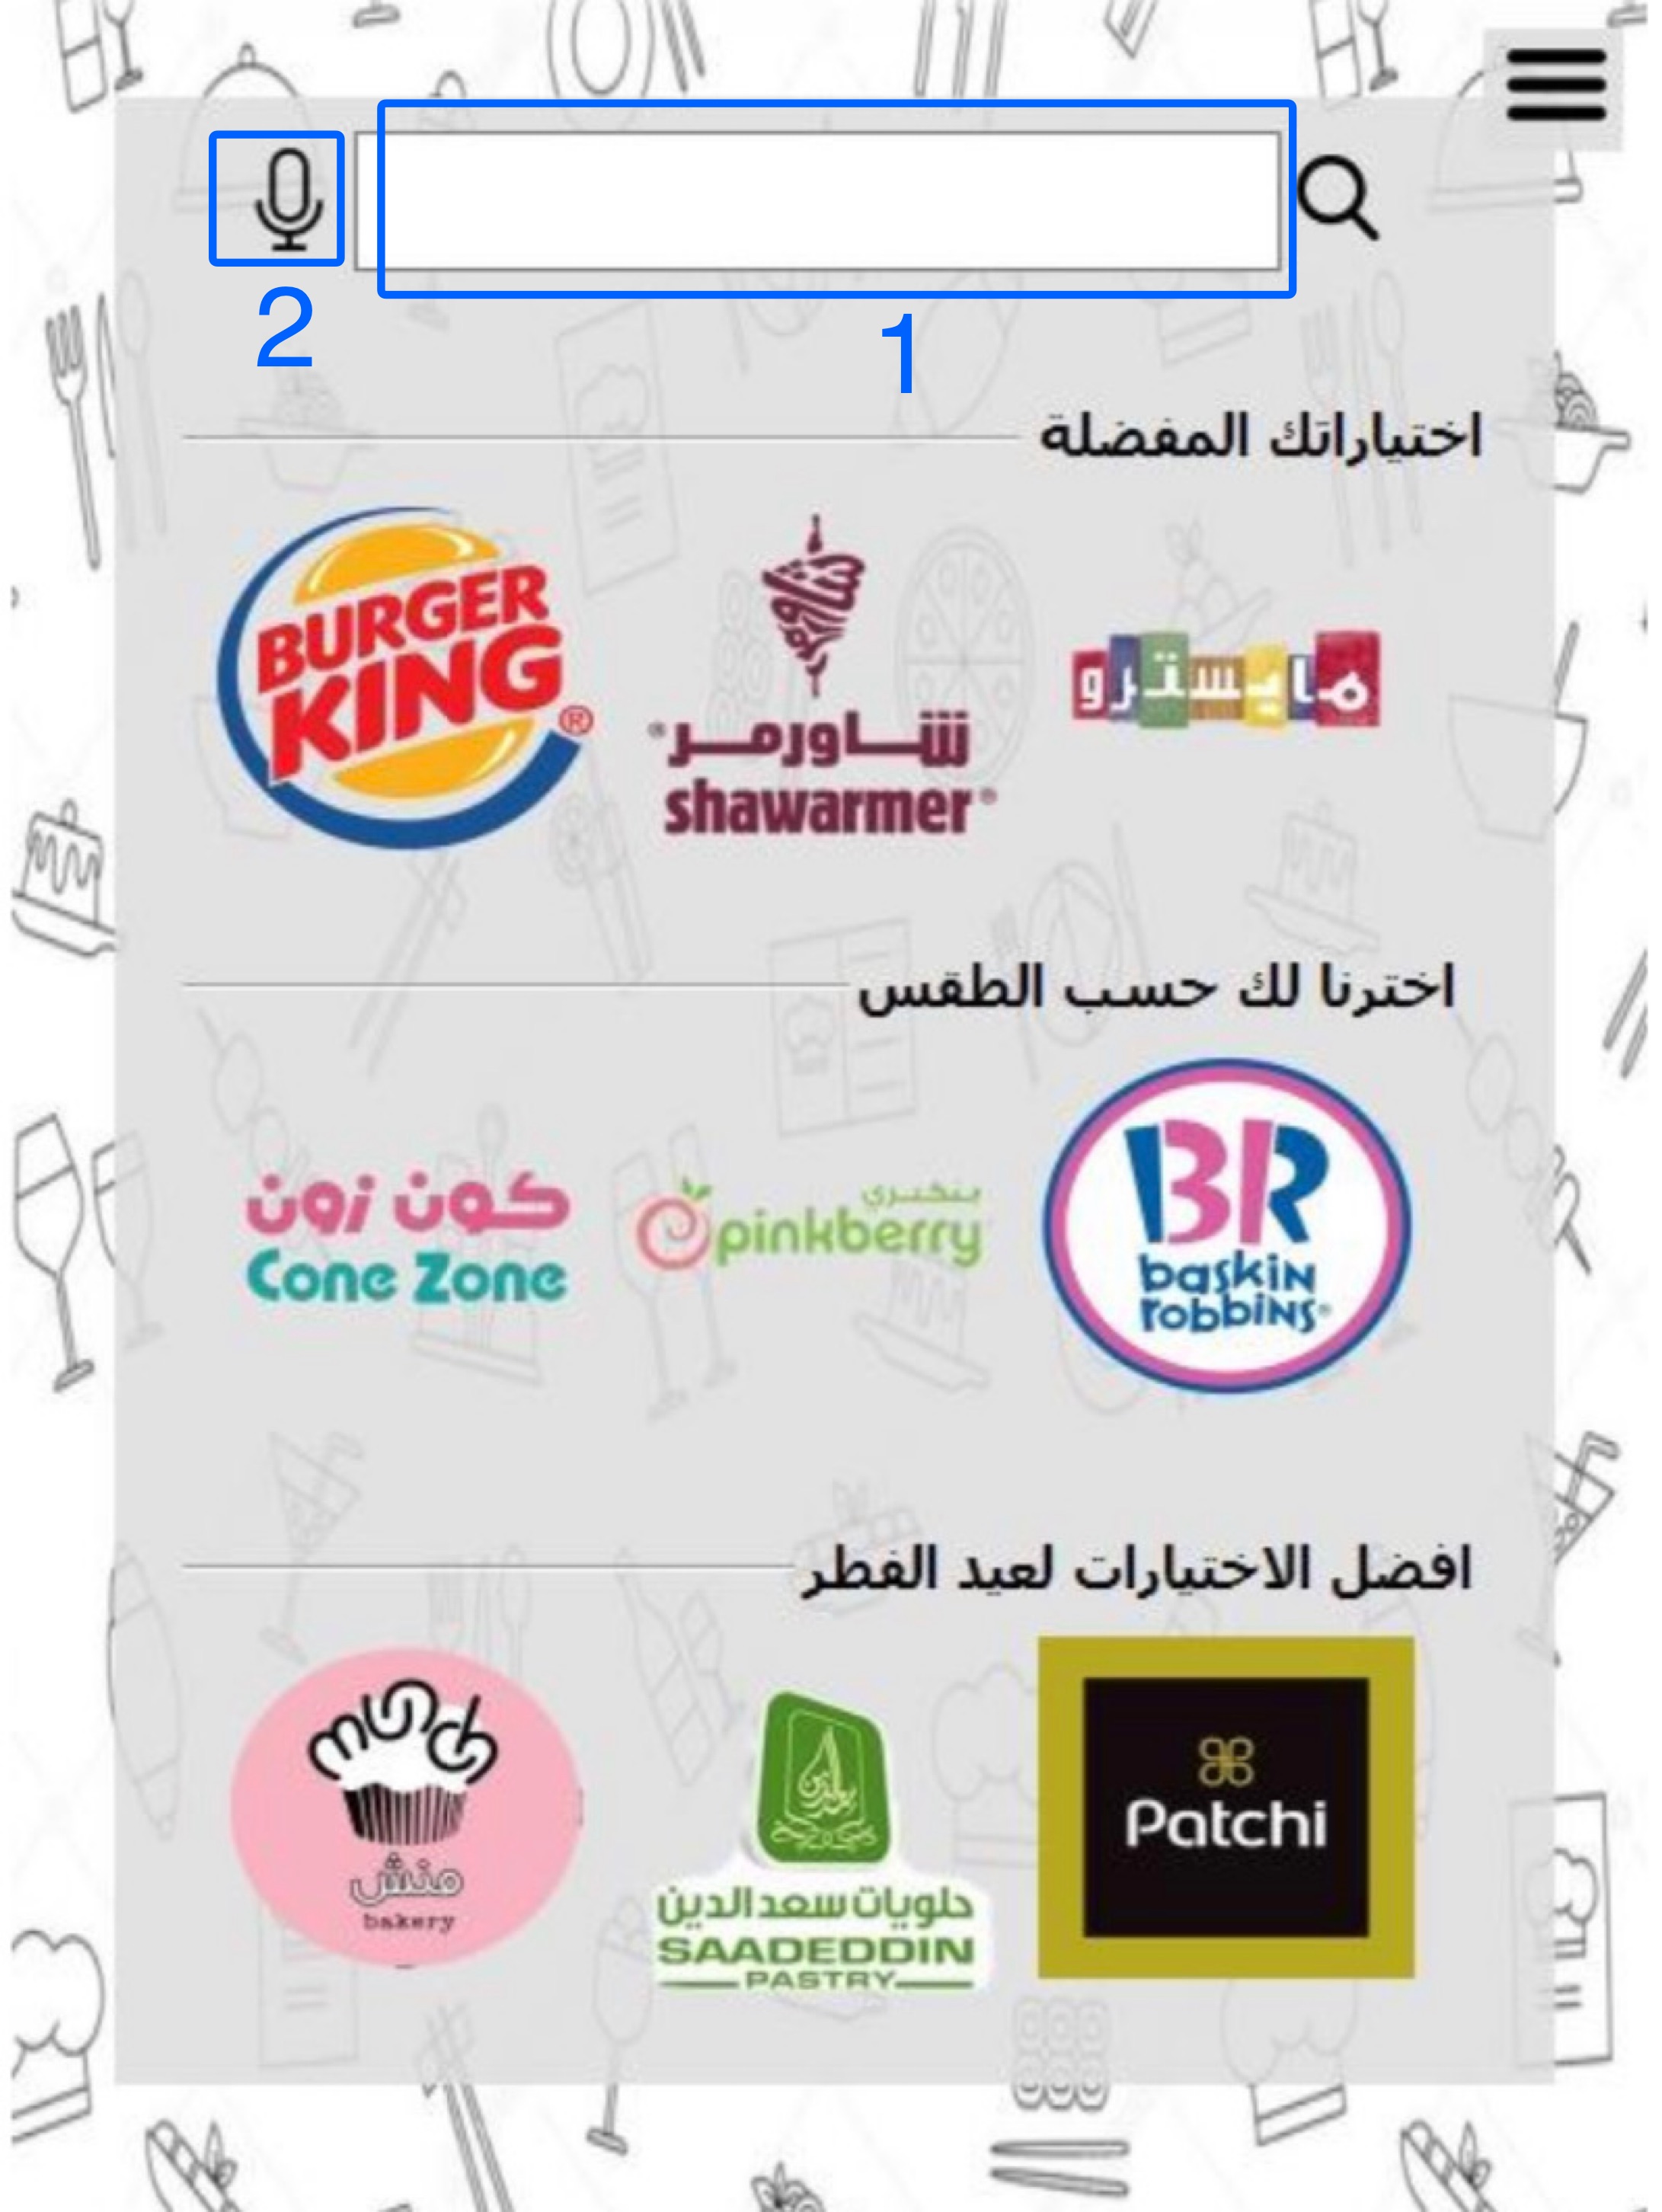 2
1
اختياراتك المفضلة
مايسترو
شاورمر®
shawarmer®
BURGER
KING®
اخترنا لك حسب الطقس
BR
baskin
robbins®
بنكبري
pinkberry
كون زون
Cone Zone
افضل الاختيارات لعيد الفطر
Patchi
حلويات سعد الدين
SAADEDDIN
PASTRY
munch
منش
bakery